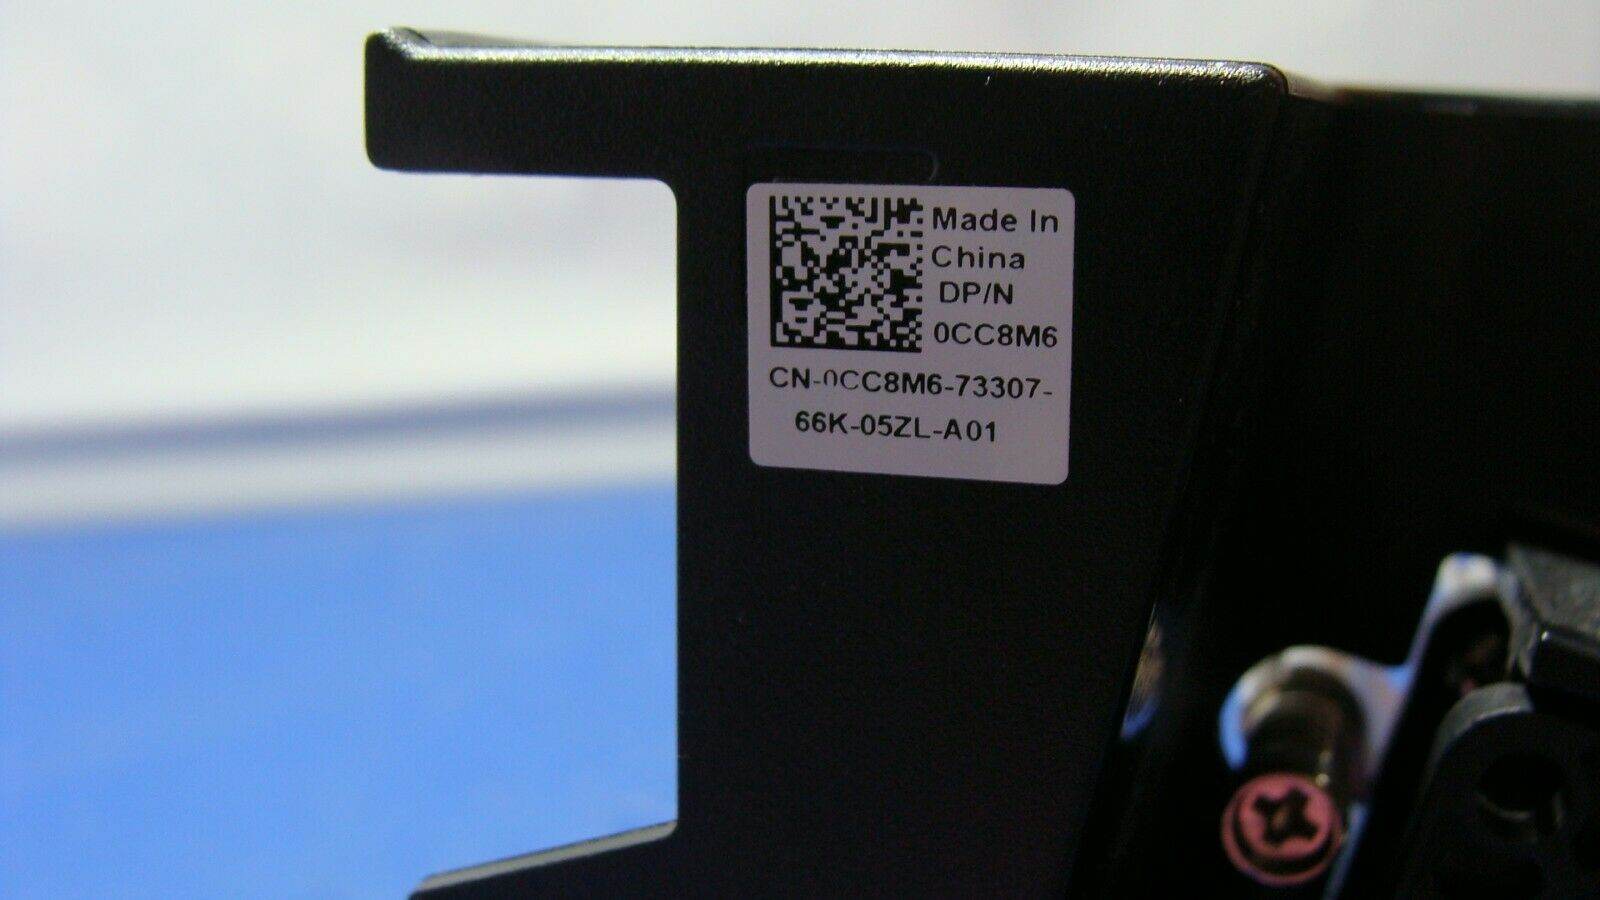 Made In
China
DP/N
0CC8M6
CN-0CC8M6-73307-
66K-05ZL-A01